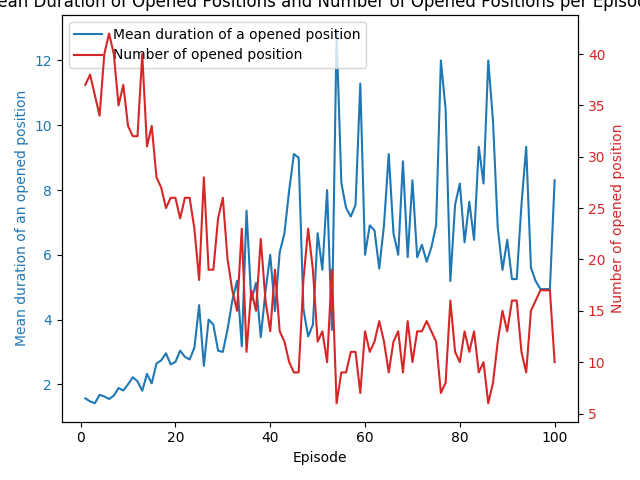 ean Duration of Opened Positions and Number of Opened Positions per Episod
Mean duration of a opened position
Number of opened position
Mean duration of an opened position
12
10
8
6
4
2
40
35
30
25
20
15
10
5
Number of opened position
0 20 40 60 80 100
Episode